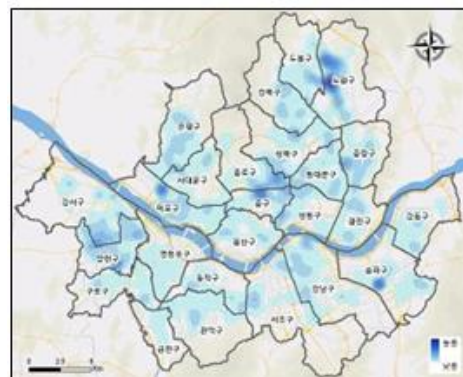 도봉구
노원구
강북구
은평구
성북구
중랑구
종로구
서대문구
동대문구
강서구
마포구
중구
성동구
광진구
강동구
용산구
양천구
영등포구
송파구
동작구
강남구
구로구
관악구
서초구
금천구
높음
낮음